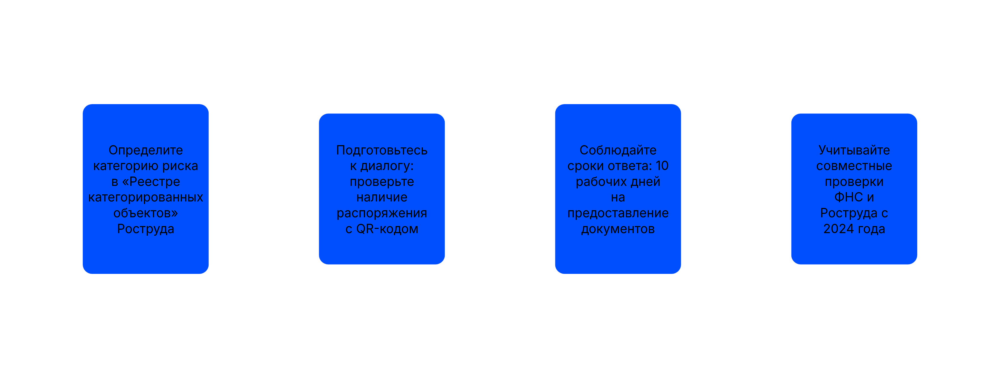 Определите
категорию риска
в «Реестре
категорированных
объектов»
Роструда
Подготовьтесь
к диалогу:
проверьте
наличие
распоряжения
с QR-кодом
Соблюдайте
сроки ответа: 10
рабочих дней
на
предоставление
документов
Учитывайте
совместные
проверки
ФНС и
Роструда с
2024 года